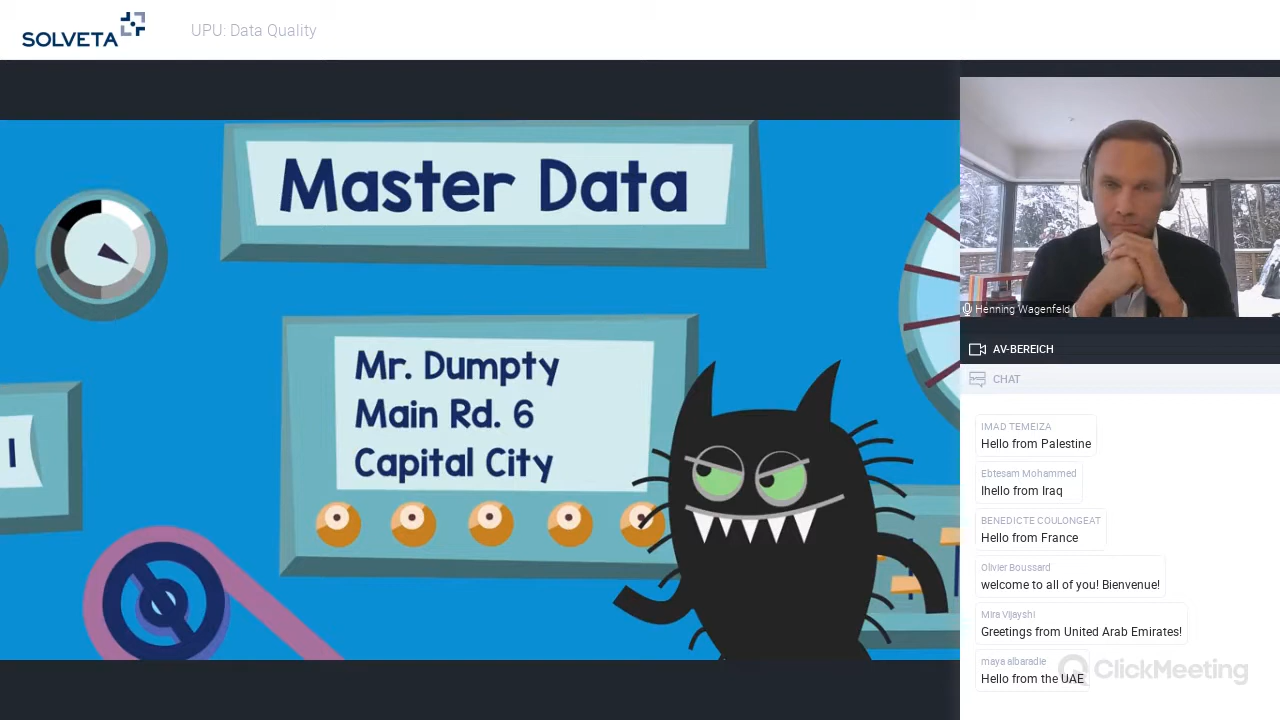 SOLVETA
UPU: Data Quality
Master Data
Mr. Dumpty
Main Rd. 6
Capital City
Henning Wagenfeld
AV-BEREICH
CHAT
IMAD TEMEIZA
Hello from Palestine
Ebtesam Mohammed
Ihello from Iraq
BENEDICTE COULONGEAT
Hello from France
Olivier Boussard
welcome to all of you! Bienvenue!
Mira Vijayshi
Greetings from United Arab Emirates!
maya albaradie
Hello from the UAE
ClickMeeting